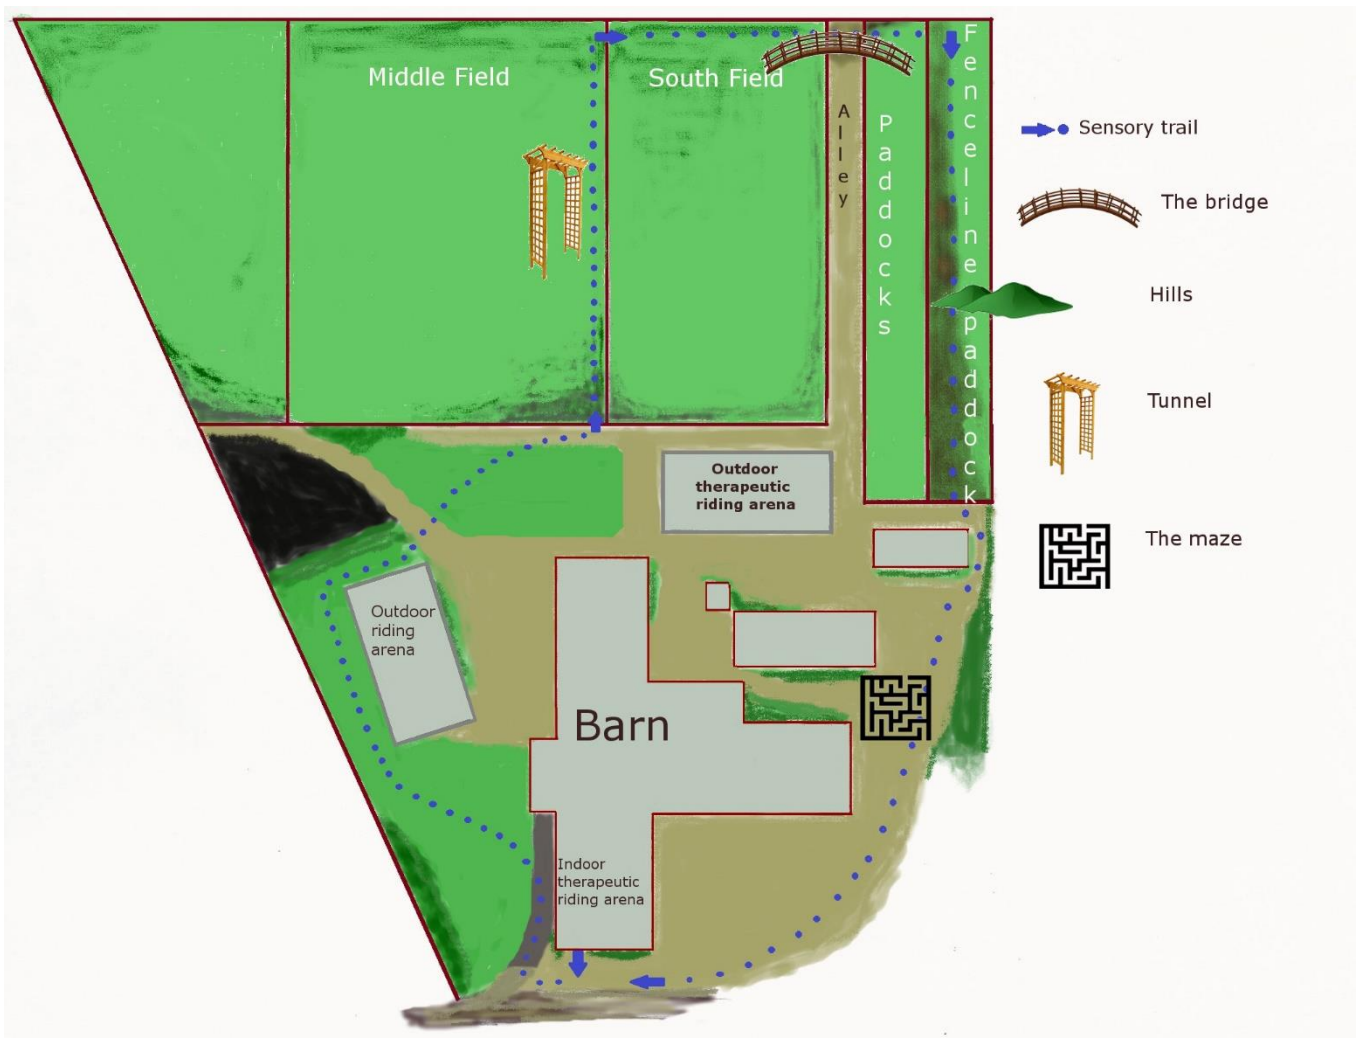 Middle Field
South Field
Alley
Paddocks
Fenceline paddock
Sensory trail
The bridge
Hills
Tunnel
The maze
Outdoor
therapeutic
riding arena
Outdoor
riding
arena
Barn
Indoor
therapeutic
riding arena